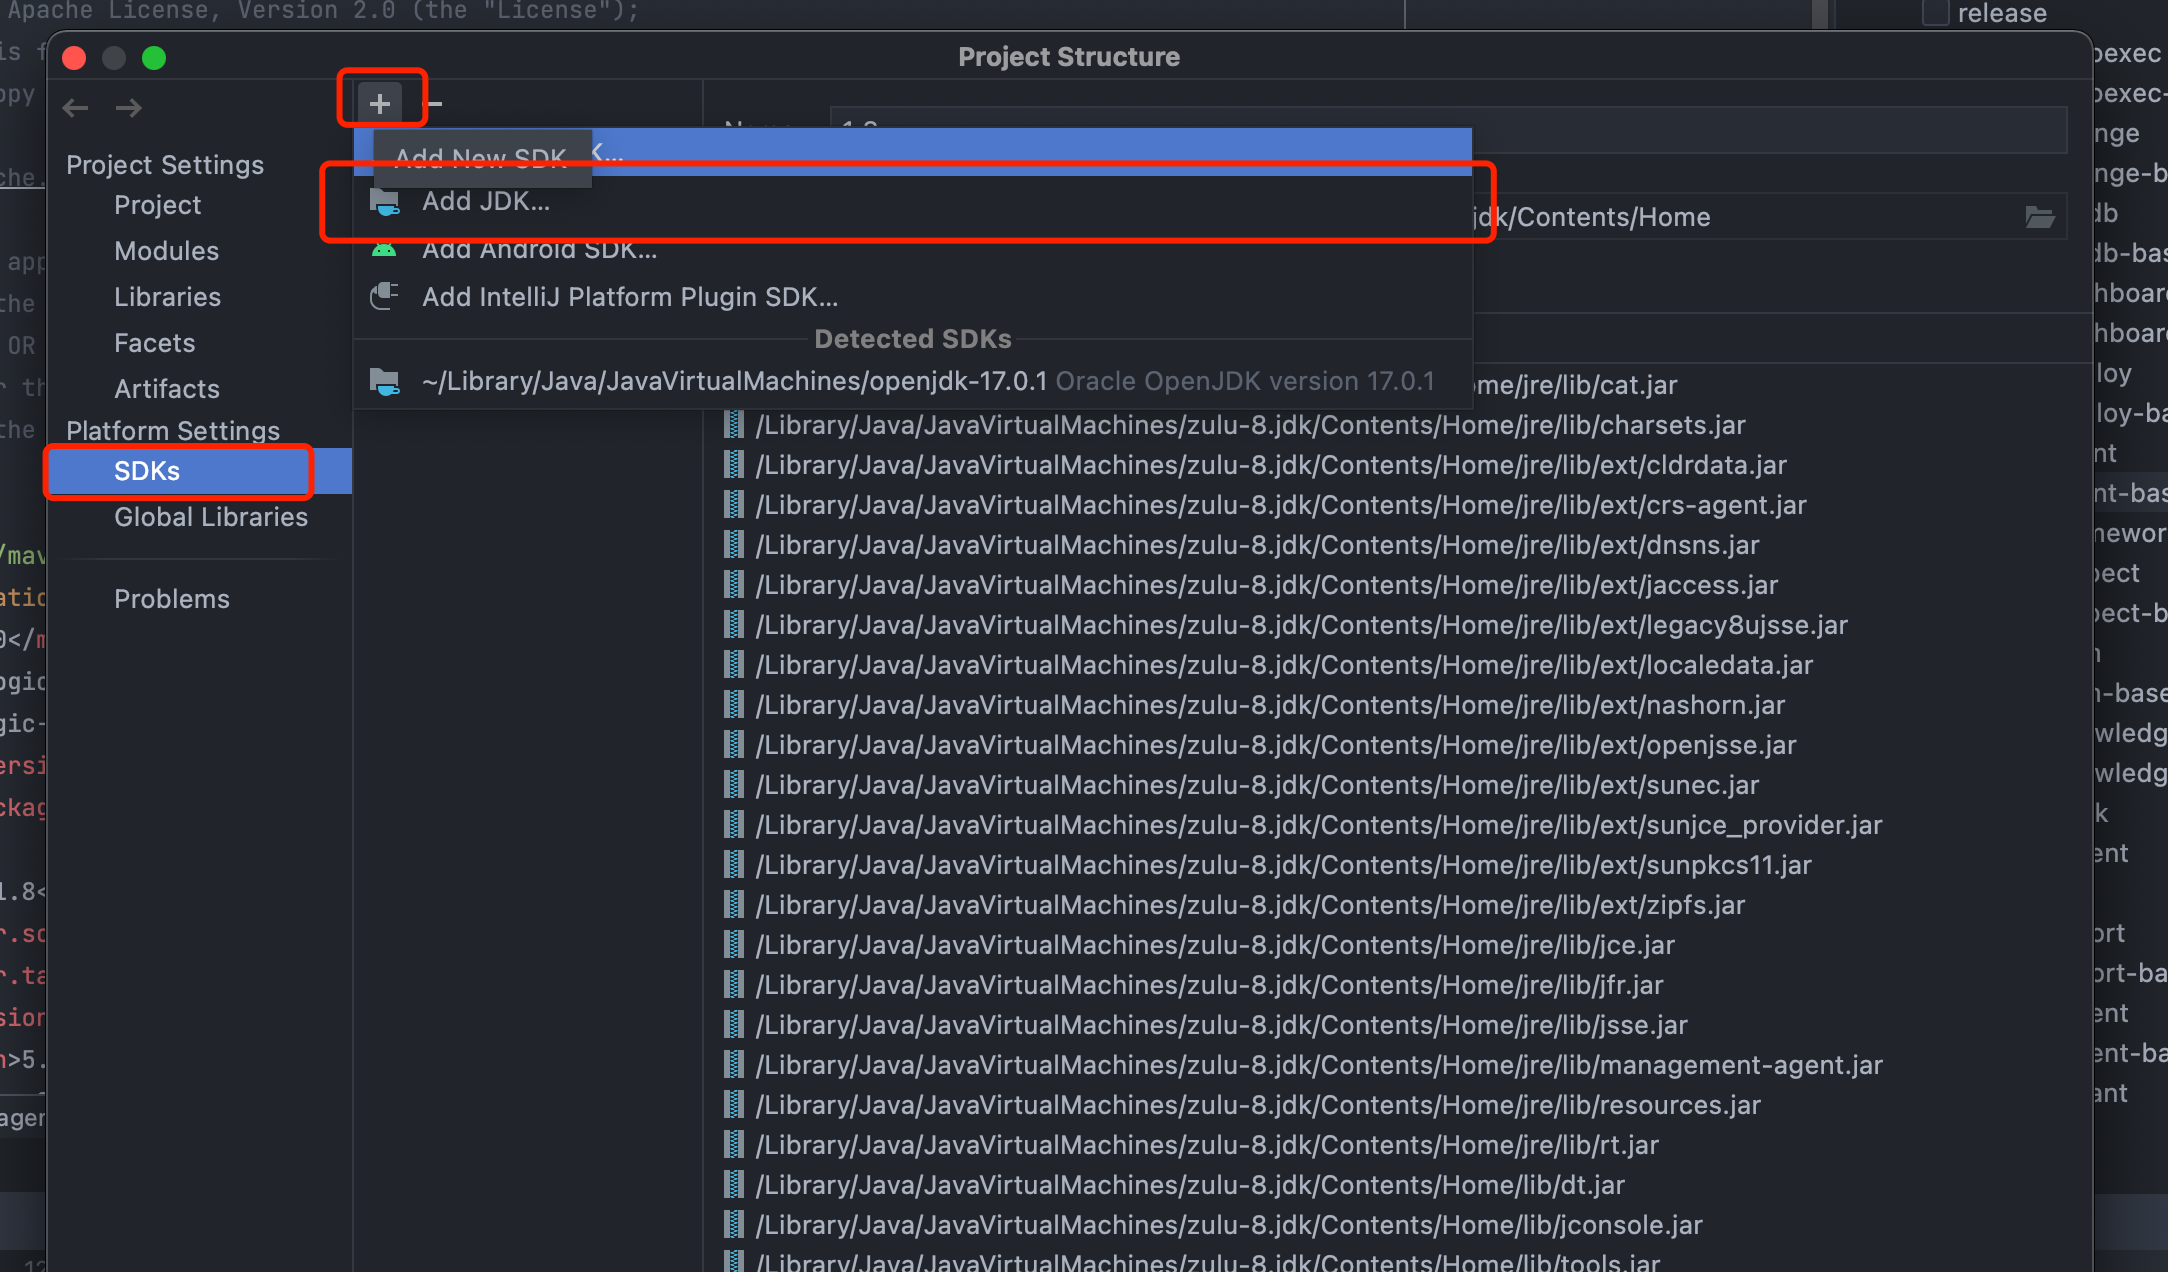 Apache License, Version 2.0 (the "License");
release
Project Structure
Project Settings
Project
Modules
Libraries
Facets
Artifacts
Platform Settings
SDKs
Global Libraries
Problems
Add New SDK
Add JDK...
Add Android SDK...
Add IntelliJ Platform Plugin SDK...
Detected SDKs
~/Library/Java/JavaVirtualMachines/openjdk-17.0.1 Oracle OpenJDK version 17.0.1
jdk/Contents/Home
ome/jre/lib/cat.jar
/Library/Java/JavaVirtualMachines/zulu-8.jdk/Contents/Home/jre/lib/charsets.jar
/Library/Java/JavaVirtualMachines/zulu-8.jdk/Contents/Home/jre/lib/ext/cldrdata.jar
/Library/Java/JavaVirtualMachines/zulu-8.jdk/Contents/Home/jre/lib/ext/crs-agent.jar
/Library/Java/JavaVirtualMachines/zulu-8.jdk/Contents/Home/jre/lib/ext/dnsns.jar
/Library/Java/JavaVirtualMachines/zulu-8.jdk/Contents/Home/jre/lib/ext/jaccess.jar
/Library/Java/JavaVirtualMachines/zulu-8.jdk/Contents/Home/jre/lib/ext/legacy8ujsse.jar
/Library/Java/JavaVirtualMachines/zulu-8.jdk/Contents/Home/jre/lib/ext/localedata.jar
/Library/Java/JavaVirtualMachines/zulu-8.jdk/Contents/Home/jre/lib/ext/nashorn.jar
/Library/Java/JavaVirtualMachines/zulu-8.jdk/Contents/Home/jre/lib/ext/openjsse.jar
/Library/Java/JavaVirtualMachines/zulu-8.jdk/Contents/Home/jre/lib/ext/sunec.jar
/Library/Java/JavaVirtualMachines/zulu-8.jdk/Contents/Home/jre/lib/ext/sunjce_provider.jar
/Library/Java/JavaVirtualMachines/zulu-8.jdk/Contents/Home/jre/lib/ext/sunpkcs11.jar
/Library/Java/JavaVirtualMachines/zulu-8.jdk/Contents/Home/jre/lib/ext/zipfs.jar
/Library/Java/JavaVirtualMachines/zulu-8.jdk/Contents/Home/jre/lib/jce.jar
/Library/Java/JavaVirtualMachines/zulu-8.jdk/Contents/Home/jre/lib/jfr.jar
/Library/Java/JavaVirtualMachines/zulu-8.jdk/Contents/Home/jre/lib/jsse.jar
/Library/Java/JavaVirtualMachines/zulu-8.jdk/Contents/Home/jre/lib/management-agent.jar
/Library/Java/JavaVirtualMachines/zulu-8.jdk/Contents/Home/jre/lib/resources.jar
/Library/Java/JavaVirtualMachines/zulu-8.jdk/Contents/Home/jre/lib/rt.jar
/Library/Java/JavaVirtualMachines/zulu-8.jdk/Contents/Home/lib/dt.jar
/Library/Java/JavaVirtualMachines/zulu-8.jdk/Contents/Home/lib/jconsole.jar
/Library/Java/JavaVirtualMachines/zulu-8.jdk/Contents/Home/lib/tools.jar